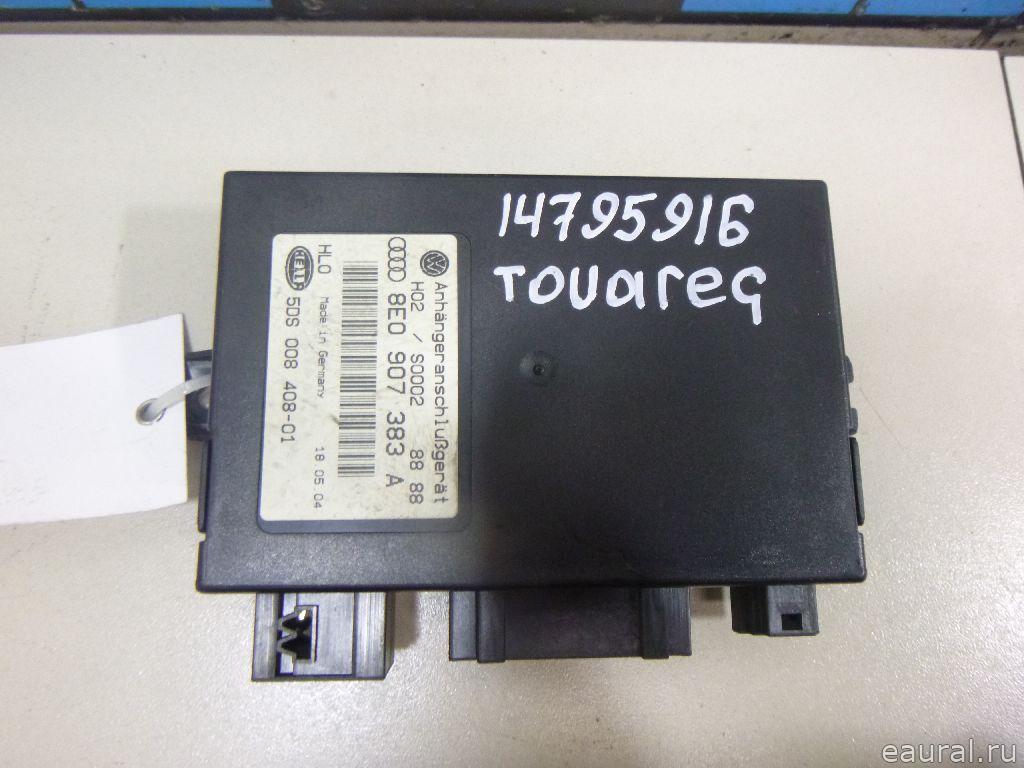 14795916
Touareg
Anhängeranschlußgerät
H02 / S0002 88 88
8E0 907 383 A
HLO Made in Germany 18 05 04
HELLA 5DS 008 408-01
eaural.ru